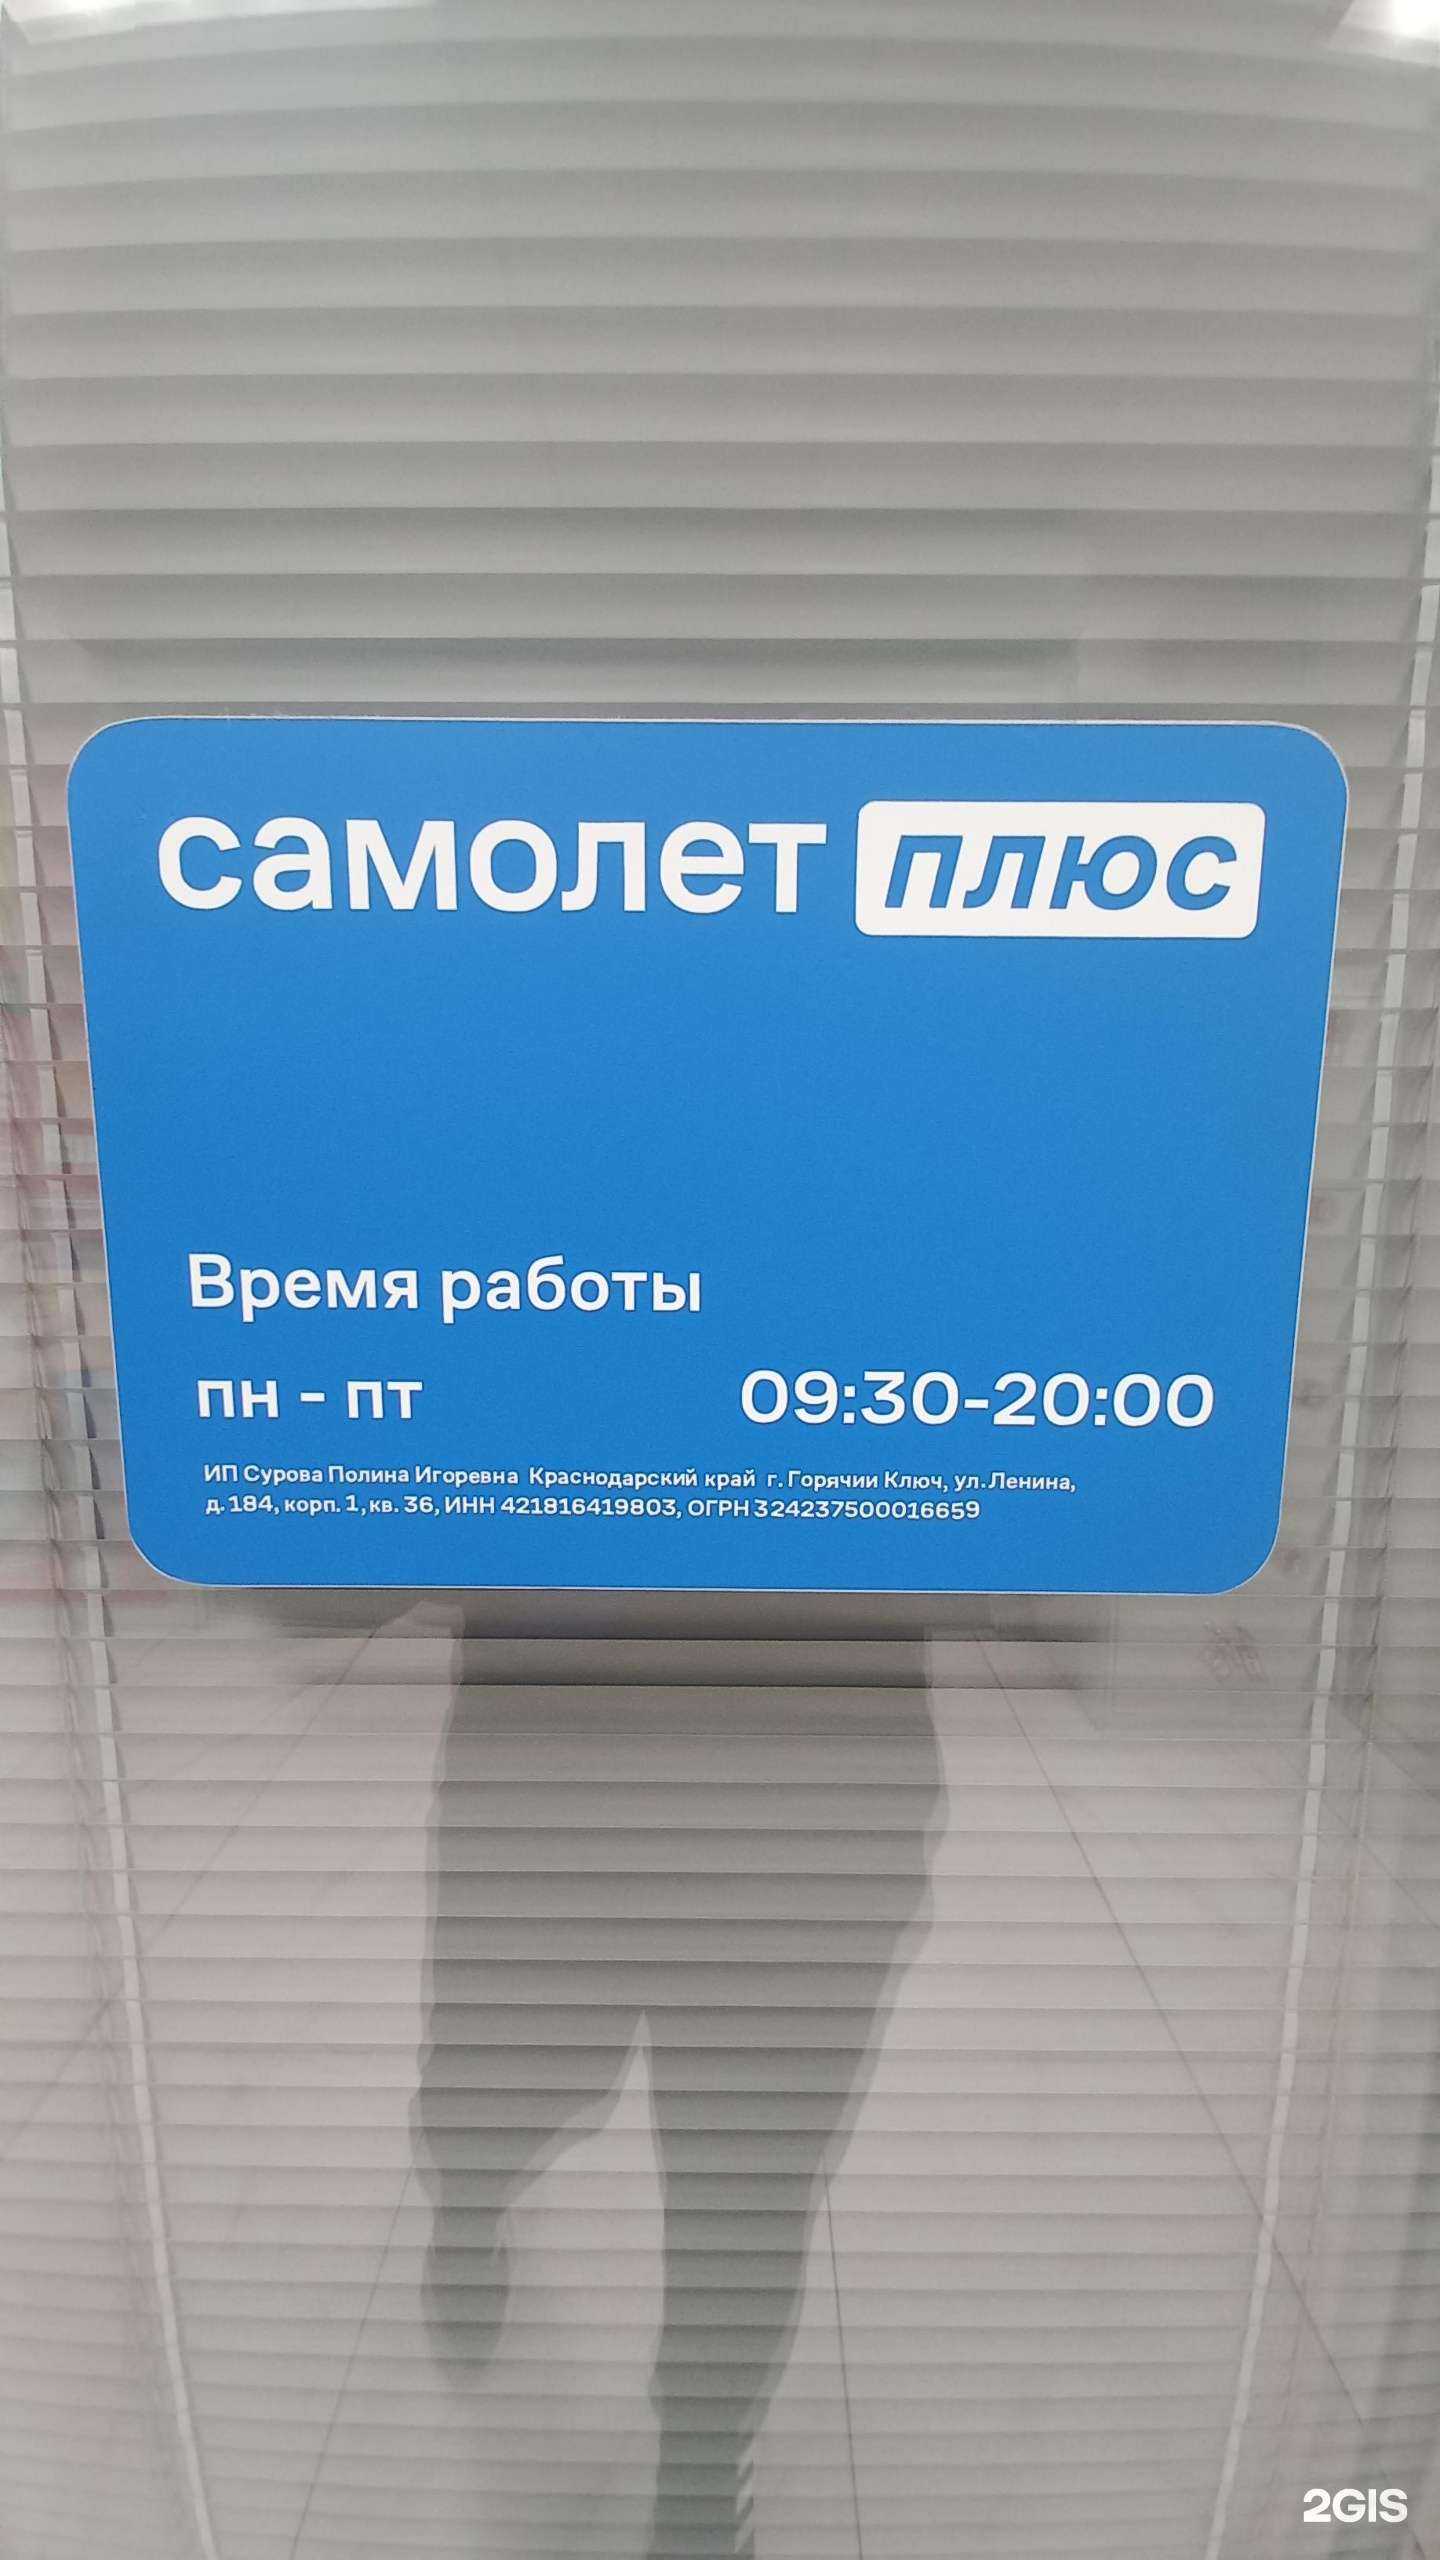 самолет плюс
Время работы
пн - пт 09:30-20:00
ИП Сурова Полина Игоревна Краснодарский край г. Горячии Ключ, ул. Ленина,
д. 184, корп. 1, кв. 36, ИНН 421816419803, ОГРН 324237500016659
2GIS